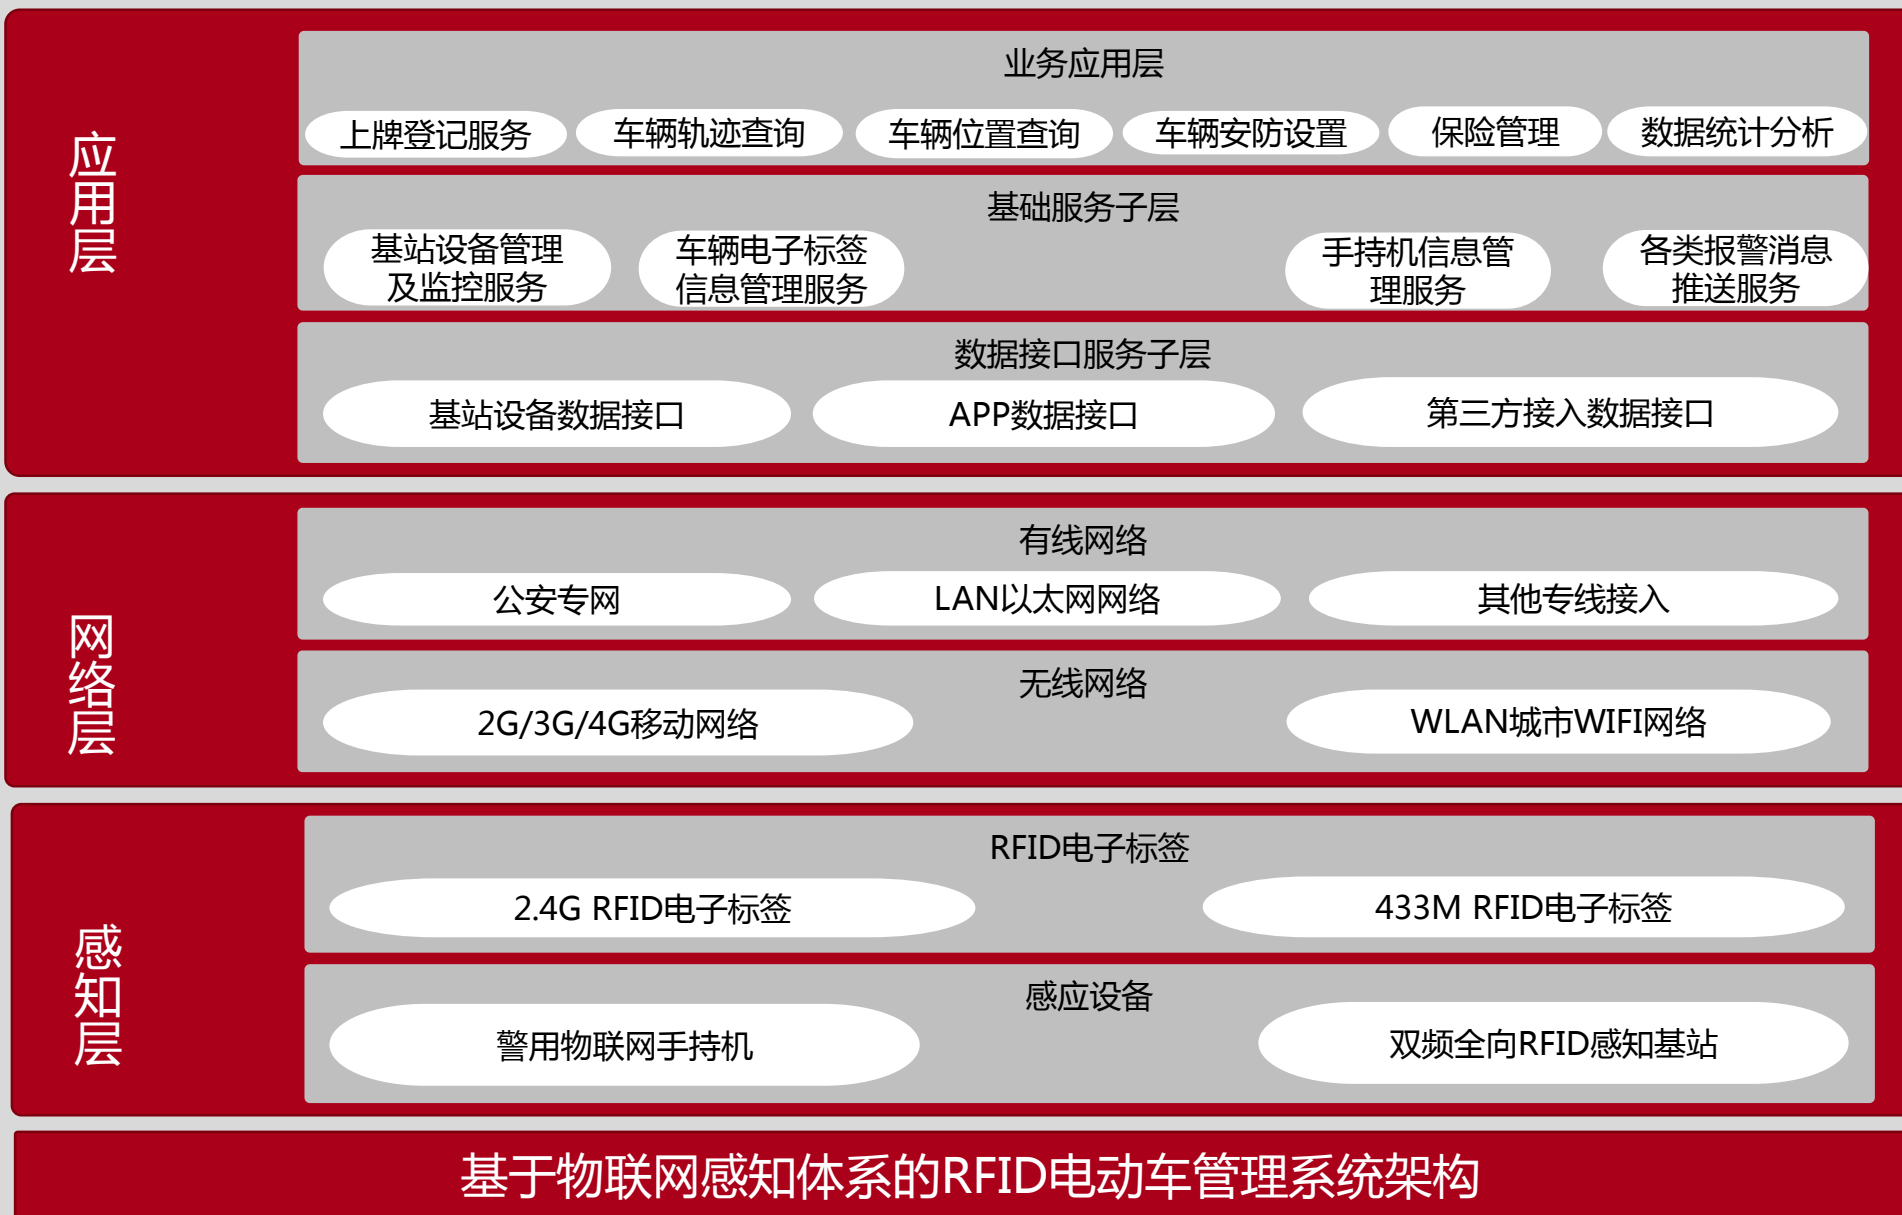 应用层
业务应用层
上牌登记服务
车辆轨迹查询
车辆位置查询
车辆安防设置
保险管理
数据统计分析
基础服务子层
基站设备管理
及监控服务
车辆电子标签
信息管理服务
手持机信息管
理服务
各类报警消息
推送服务
数据接口服务子层
基站设备数据接口
APP数据接口
第三方接入数据接口
网络层
有线网络
公安专网
LAN以太网网络
其他专线接入
无线网络
2G/3G/4G移动网络
WLAN城市WIFI网络
感知层
RFID电子标签
2.4G RFID电子标签
433M RFID电子标签
感应设备
警用物联网手持机
双频全向RFID感知基站
基于物联网感知体系的RFID电动车管理系统架构